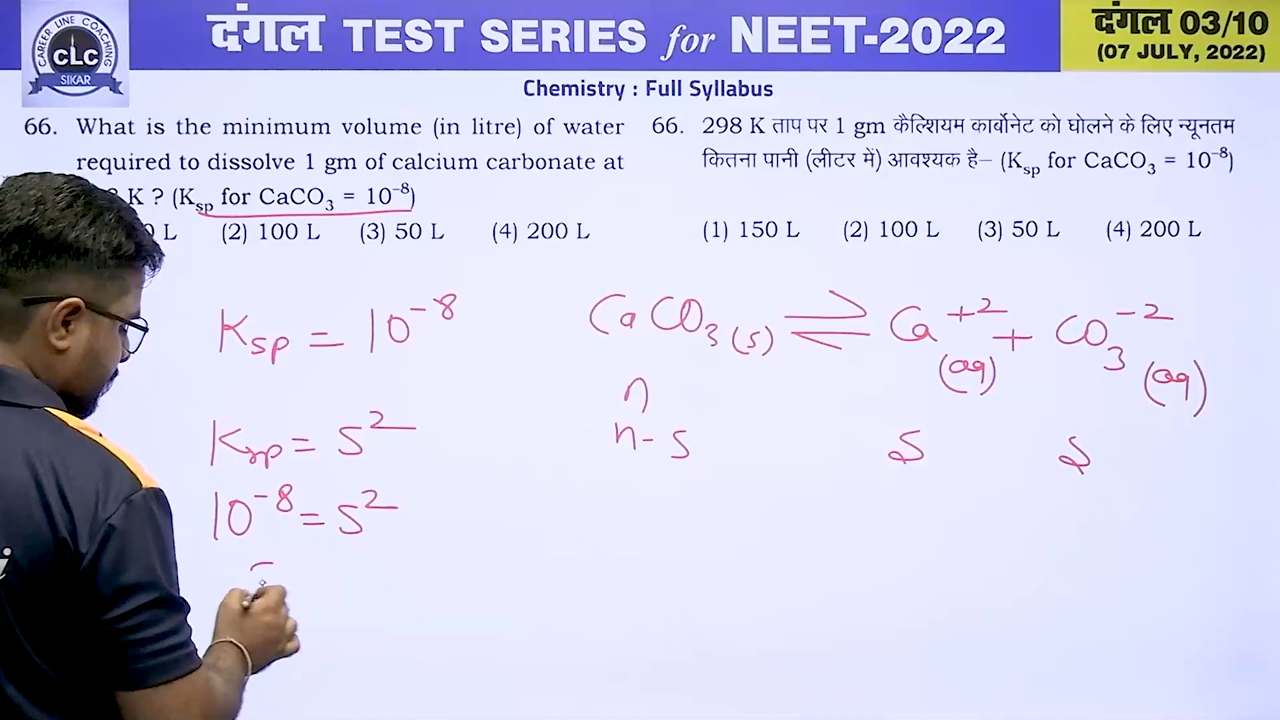 दंगल TEST SERIES for NEET-2022
दंगल 03/10
(07 JULY, 2022)
CAREER LINE COACHING
CLC
SIKAR
Chemistry : Full Syllabus
66. What is the minimum volume (in litre) of water
required to dissolve 1 gm of calcium carbonate at
K ? (Ksp for CaCO₃ = 10⁻⁸)
L (2) 100 L (3) 50 L (4) 200 L
66. 298 K ताप पर 1 gm कैल्शियम कार्बोनेट को घोलने के लिए न्यूनतम
कितना पानी (लीटर में) आवश्यक है– (Ksp for CaCO₃ = 10⁻⁸)
(1) 150 L (2) 100 L (3) 50 L (4) 200 L
Ksp = 10⁻⁸
CaCO₃(s) ⇌ Ca⁺² (aq) + CO₃⁻² (aq)
n
n-s s s
Ksp = s²
10⁻⁸ = s²